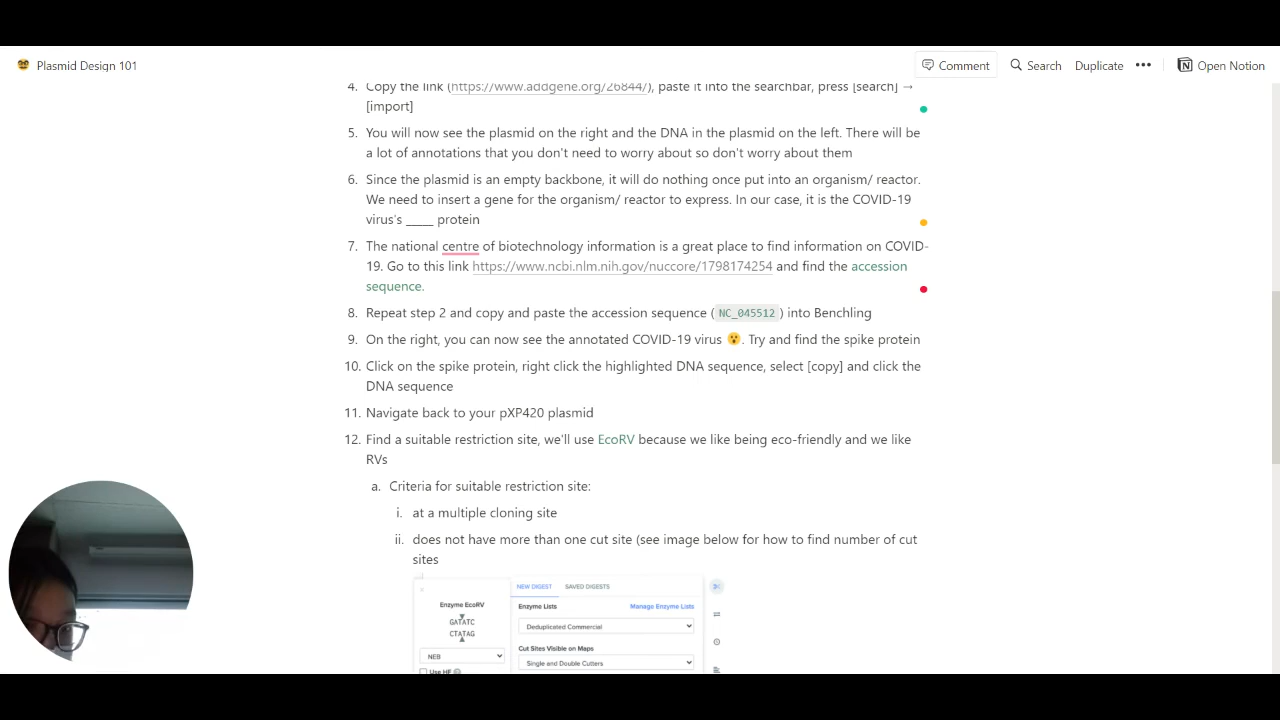 Plasmid Design 101
Comment
Search
Duplicate
•••
Open Notion
4. Copy the link (https://www.addgene.org/26844/), paste it into the searchbar, press [search] →
[import]
5. You will now see the plasmid on the right and the DNA in the plasmid on the left. There will be
a lot of annotations that you don't need to worry about so don't worry about them
6. Since the plasmid is an empty backbone, it will do nothing once put into an organism/ reactor.
We need to insert a gene for the organism/ reactor to express. In our case, it is the COVID-19
virus's ____ protein
7. The national centre of biotechnology information is a great place to find information on COVID-
19. Go to this link https://www.ncbi.nlm.nih.gov/nuccore/1798174254 and find the accession
sequence.
8. Repeat step 2 and copy and paste the accession sequence ( NC_045512 ) into Benchling
9. On the right, you can now see the annotated COVID-19 virus 😯. Try and find the spike protein
10. Click on the spike protein, right click the highlighted DNA sequence, select [copy] and click the
DNA sequence
11. Navigate back to your pXP420 plasmid
12. Find a suitable restriction site, we'll use EcoRV because we like being eco-friendly and we like
RVs
a. Criteria for suitable restriction site:
i. at a multiple cloning site
ii. does not have more than one cut site (see image below for how to find number of cut
sites
NEW DIGEST
SAVED DIGESTS
Enzyme EcoRV
Enzyme Lists
Manage Enzyme Lists
GATATC
CTATAG
Deduplicated Commercial
Cut Sites Visible on Maps
NEB
Single and Double Cutters
Use HF